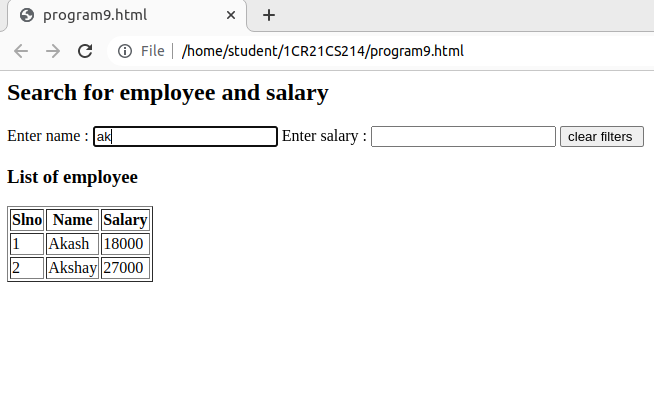 program9.html
File /home/student/1CR21CS214/program9.html
Search for employee and salary
Enter name : ak Enter salary : clear filters
List of employee
Slno Name Salary
1 Akash 18000
2 Akshay 27000